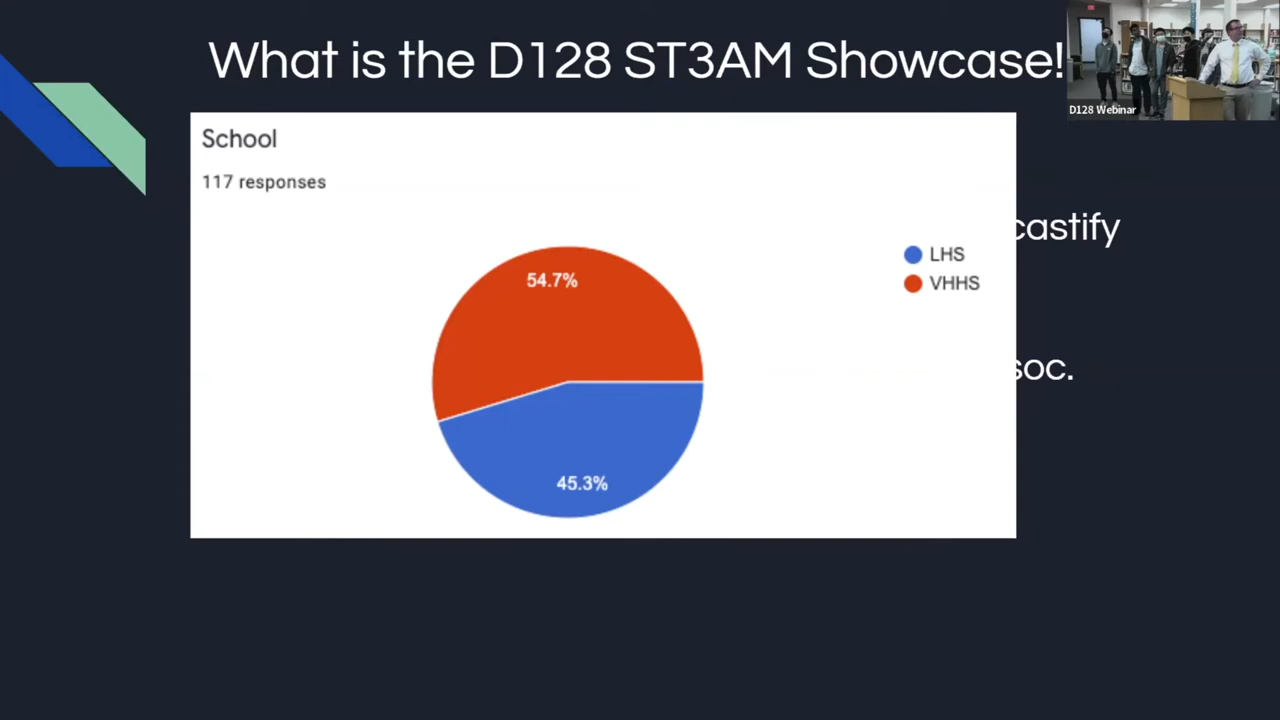 What is the D128 ST3AM Showcase!
D128 Webinar
School
117 responses
castify
LHS
VHHS
54.7%
soc.
45.3%